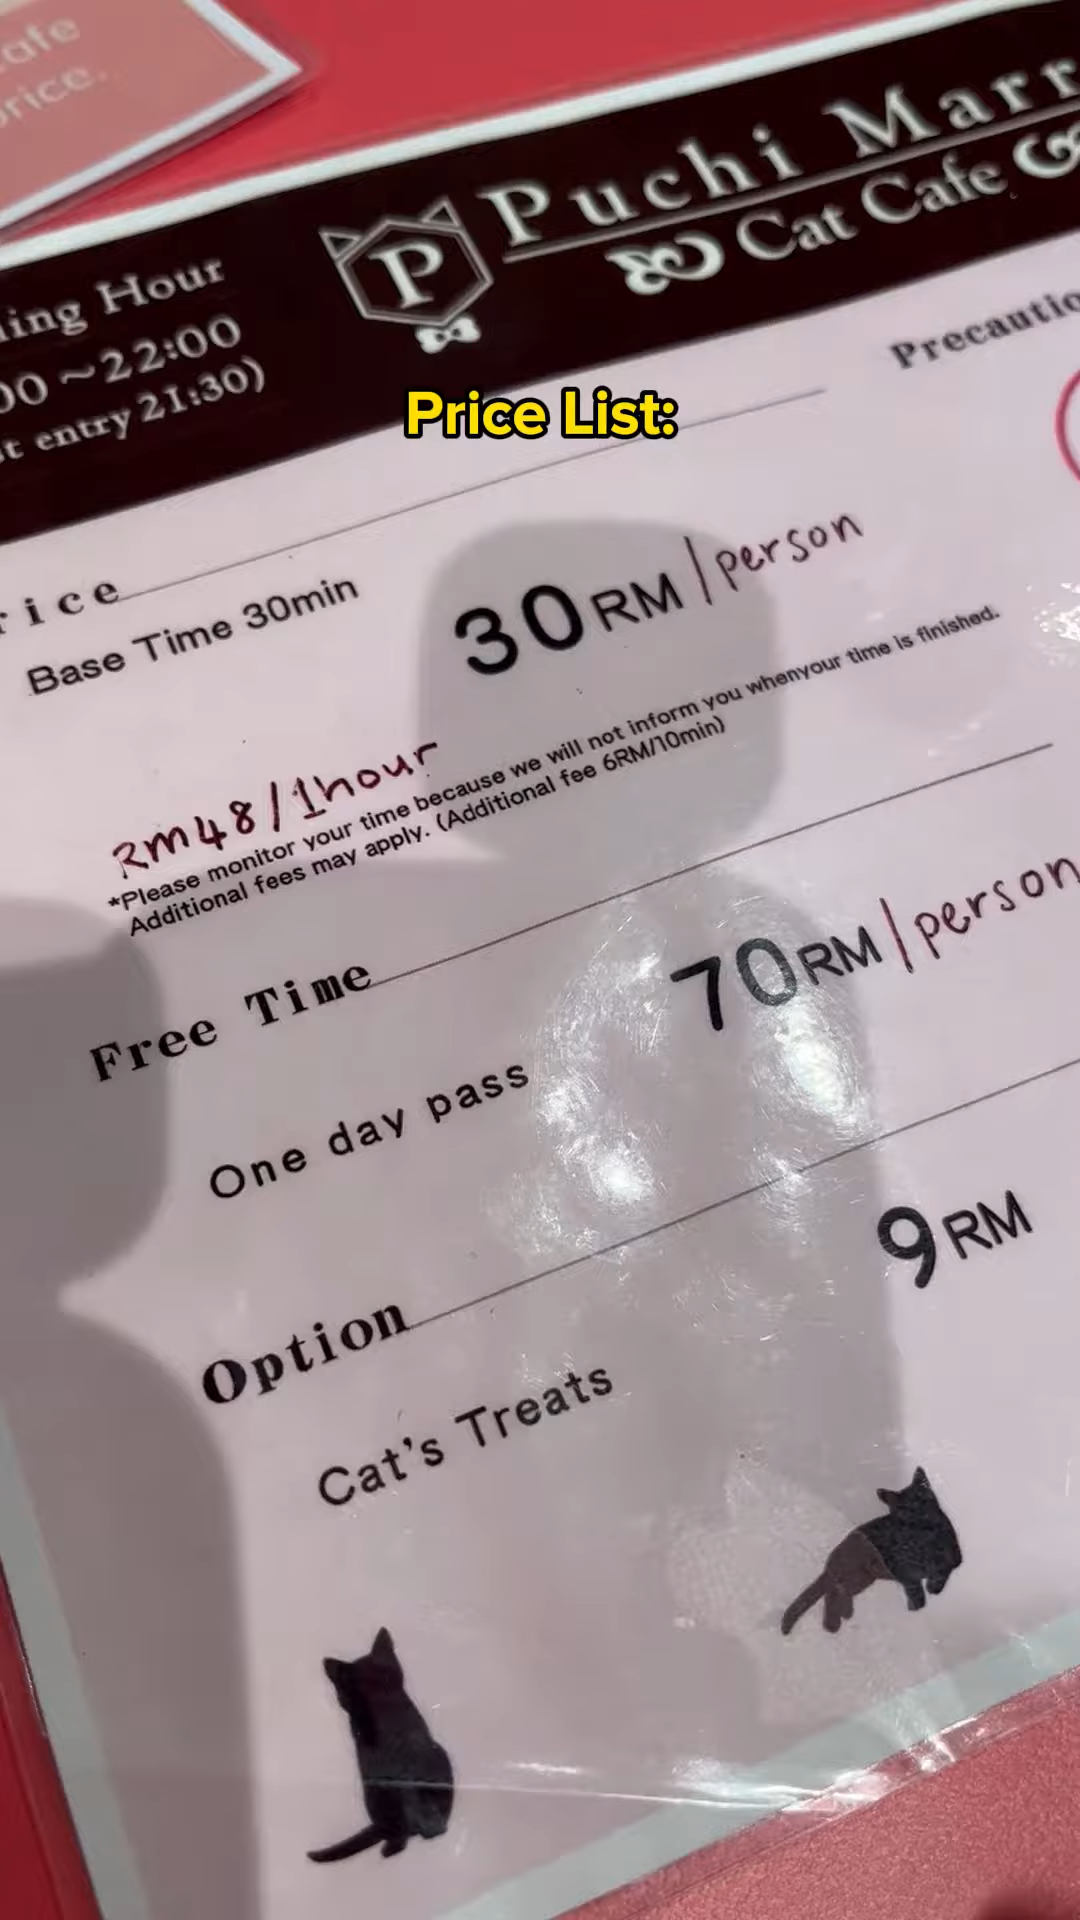 afe
rice.
ing Hour
00 ~22:00
t entry 21:30)
P
Puchi Marr
Cat Cafe
Precautio
Price List:
rice
Base Time 30min
30RM/person
RM48/1hour
*Please monitor your time because we will not inform you whenyour time is finished.
Additional fees may apply. (Additional fee 6RM/10min)
Free Time
70RM/person
One day pass
Option
9RM
Cat's Treats